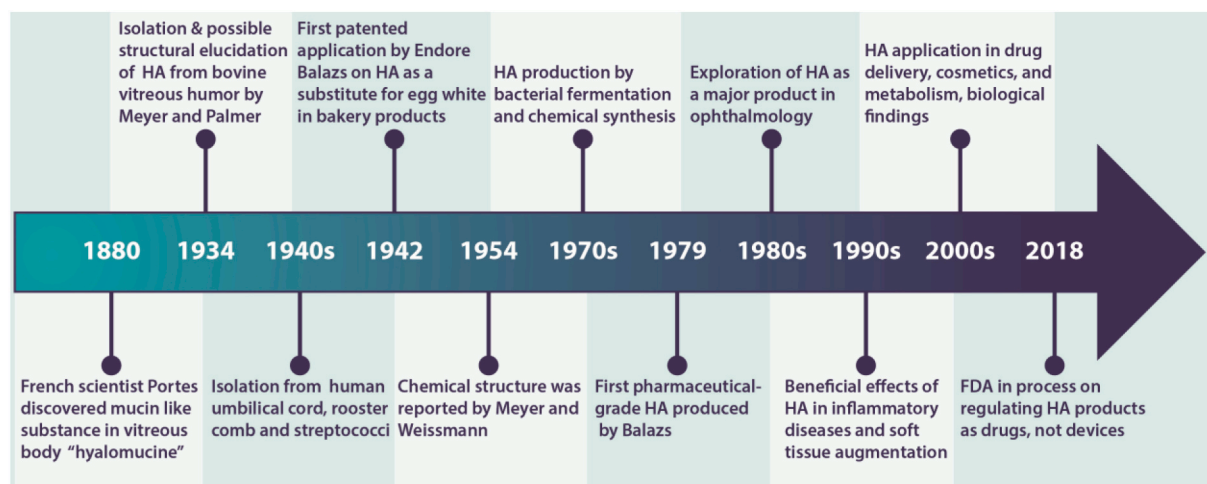 Isolation & possible
structural elucidation
of HA from bovine
vitreous humor by
Meyer and Palmer
First patented
application by Endore
Balazs on HA as a
substitute for egg white
in bakery products
HA production by
bacterial fermentation
and chemical synthesis
Exploration of HA as
a major product in
ophthalmology
HA application in drug
delivery, cosmetics, and
metabolism, biological
findings
1880 1934 1940s 1942 1954 1970s 1979 1980s 1990s 2000s 2018
French scientist Portes
discovered mucin like
substance in vitreous
body "hyalomucine"
Isolation from human
umbilical cord, rooster
comb and streptococci
Chemical structure was
reported by Meyer and
Weissmann
First pharmaceutical-
grade HA produced
by Balazs
Beneficial effects of
HA in inflammatory
diseases and soft
tissue augmentation
FDA in process on
regulating HA products
as drugs, not devices